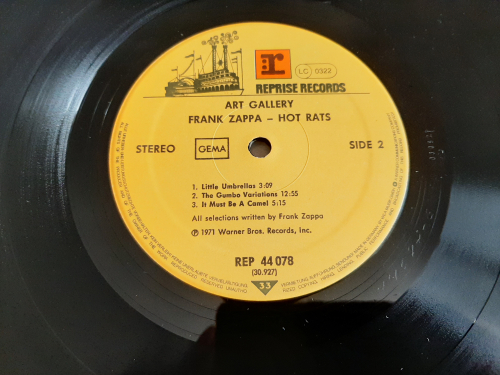 r
LC 0322
REPRISE RECORDS
ART GALLERY
FRANK ZAPPA – HOT RATS
STEREO
GEMA
SIDE 2
1. Little Umbrellas 3:09
2. The Gumbo Variations 12:55
3. It Must Be A Camel 5:15
All selections written by Frank Zappa
℗ 1971 Warner Bros. Records, Inc.
REP 44 078
(30.927)
33